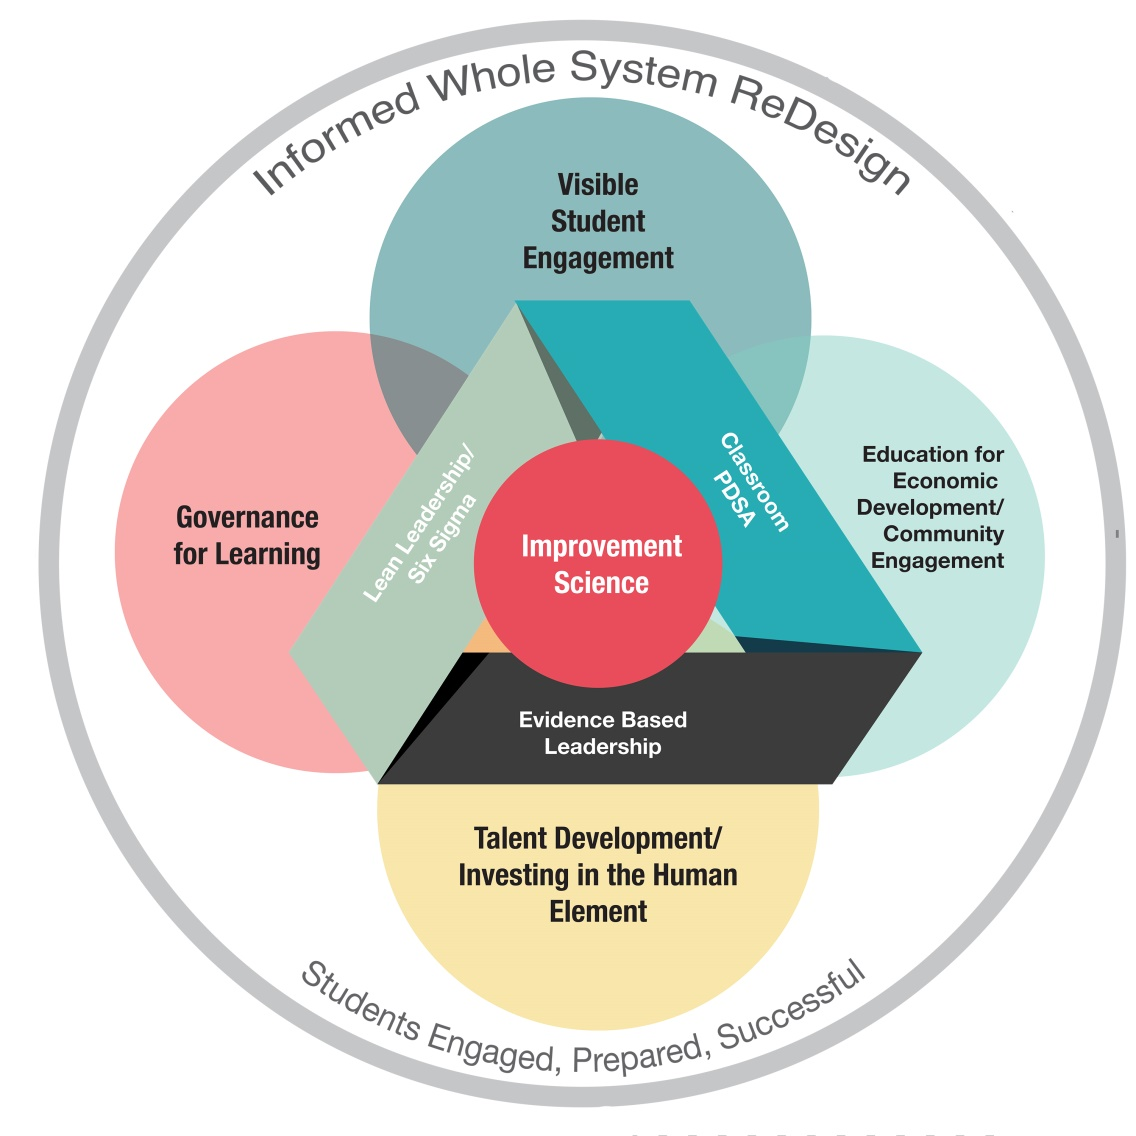 Informed Whole System ReDesign
Visible
Student
Engagement
Governance
for Learning
Lean Leadership/
Six Sigma
Classroom
PDSA
Education for
Economic
Development/
Community
Engagement
Improvement
Science
Evidence Based
Leadership
Talent Development/
Investing in the Human
Element
Students Engaged, Prepared, Successful